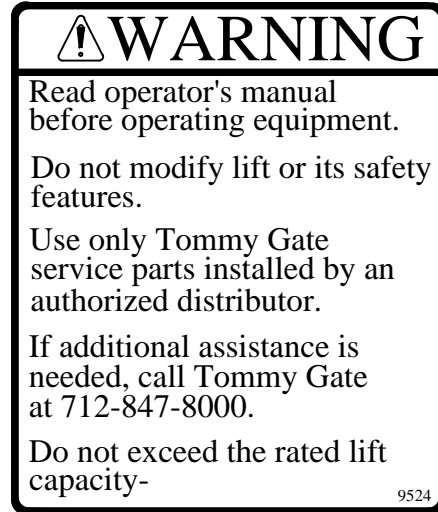 WARNING
Read operator's manual
before operating equipment.
Do not modify lift or its safety
features.
Use only Tommy Gate
service parts installed by an
authorized distributor.
If additional assistance is
needed, call Tommy Gate
at 712-847-8000.
Do not exceed the rated lift
capacity-
9524